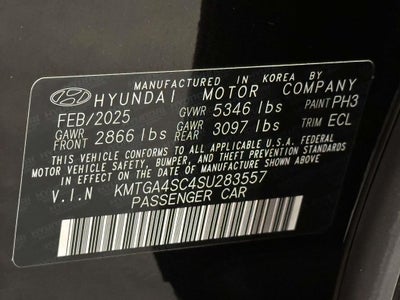 MANUFACTURED IN KOREA BY
HYUNDAI MOTOR COMPANY
FEB/2025 GVWR 5346 lbs PAINT PH3
GAWR FRONT 2866 lbs GAWR REAR 3097 lbs TRIM ECL
THIS VEHICLE CONFORMS TO ALL APPLICABLE U.S.A. FEDERAL
MOTOR VEHICLE SAFETY, BUMPER, AND THEFT PREVENTION
STANDARDS IN EFFECT ON THE DATE OF MANUFACTURE SHOWN ABOVE.
V.I.N KMTGA4SC4SU283557
PASSENGER CAR